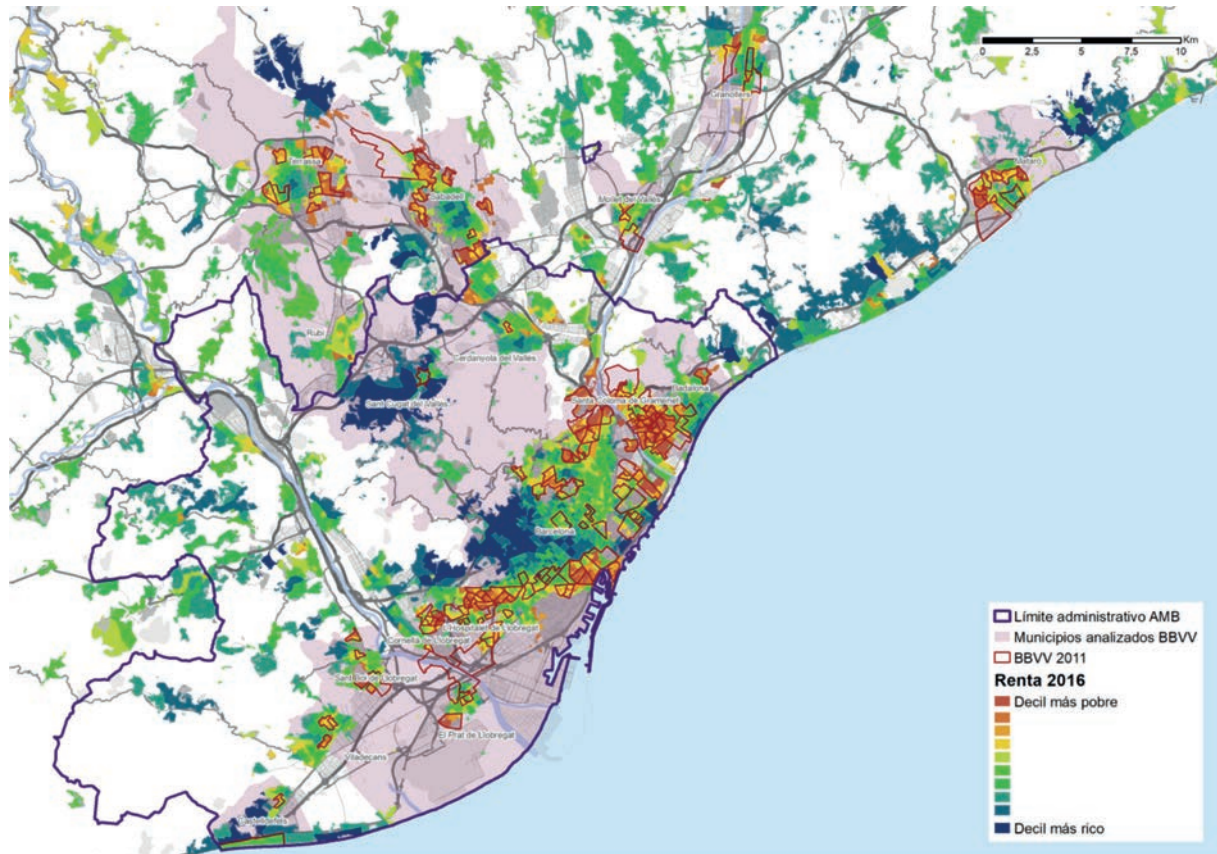 Km
0 2,5 5 7,5 10
Granollers
Mataró
Terrassa
Sabadell
Mollet del Vallès
Rubí
Cerdanyola del Vallès
Sant Cugat del Vallès
Badalona
Santa Coloma de Gramenet
Barcelona
L'Hospitalet de Llobregat
Cornellà de Llobregat
Sant Boi de Llobregat
El Prat de Llobregat
Viladecans
Castelldefels
Límite administrativo AMB
Municipios analizados BBVV
BBVV 2011
Renta 2016
Decil más pobre
Decil más rico